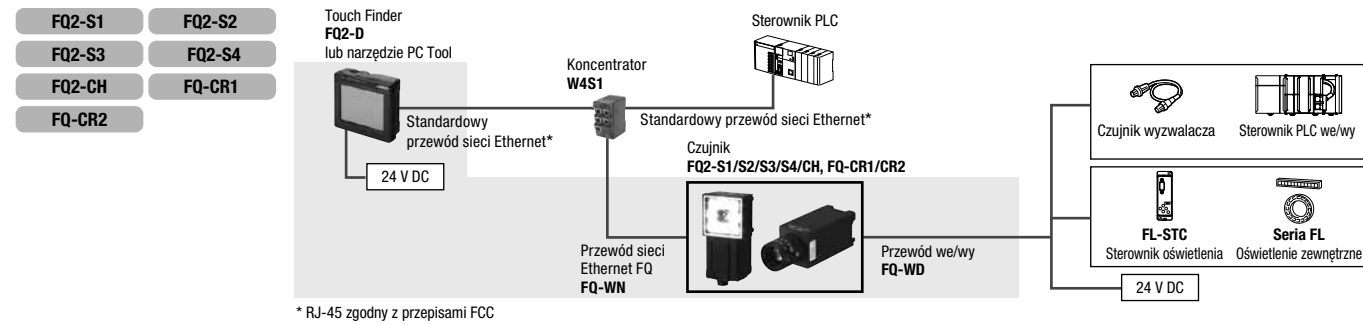 FQ2-S1
FQ2-S2
FQ2-S3
FQ2-S4
FQ2-CH
FQ-CR1
FQ-CR2
Touch Finder
FQ2-D
lub narzędzie PC Tool
24 V DC
Standardowy
przewód sieci Ethernet*
Koncentrator
W4S1
Sterownik PLC
Standardowy przewód sieci Ethernet*
Czujnik
FQ2-S1/S2/S3/S4/CH, FQ-CR1/CR2
Przewód sieci
Ethernet FQ
FQ-WN
Przewód we/wy
FQ-WD
Czujnik wyzwalacza
Sterownik PLC we/wy
FL-STC
Sterownik oświetlenia
Seria FL
Oświetlenie zewnętrzne
24 V DC
* RJ-45 zgodny z przepisami FCC